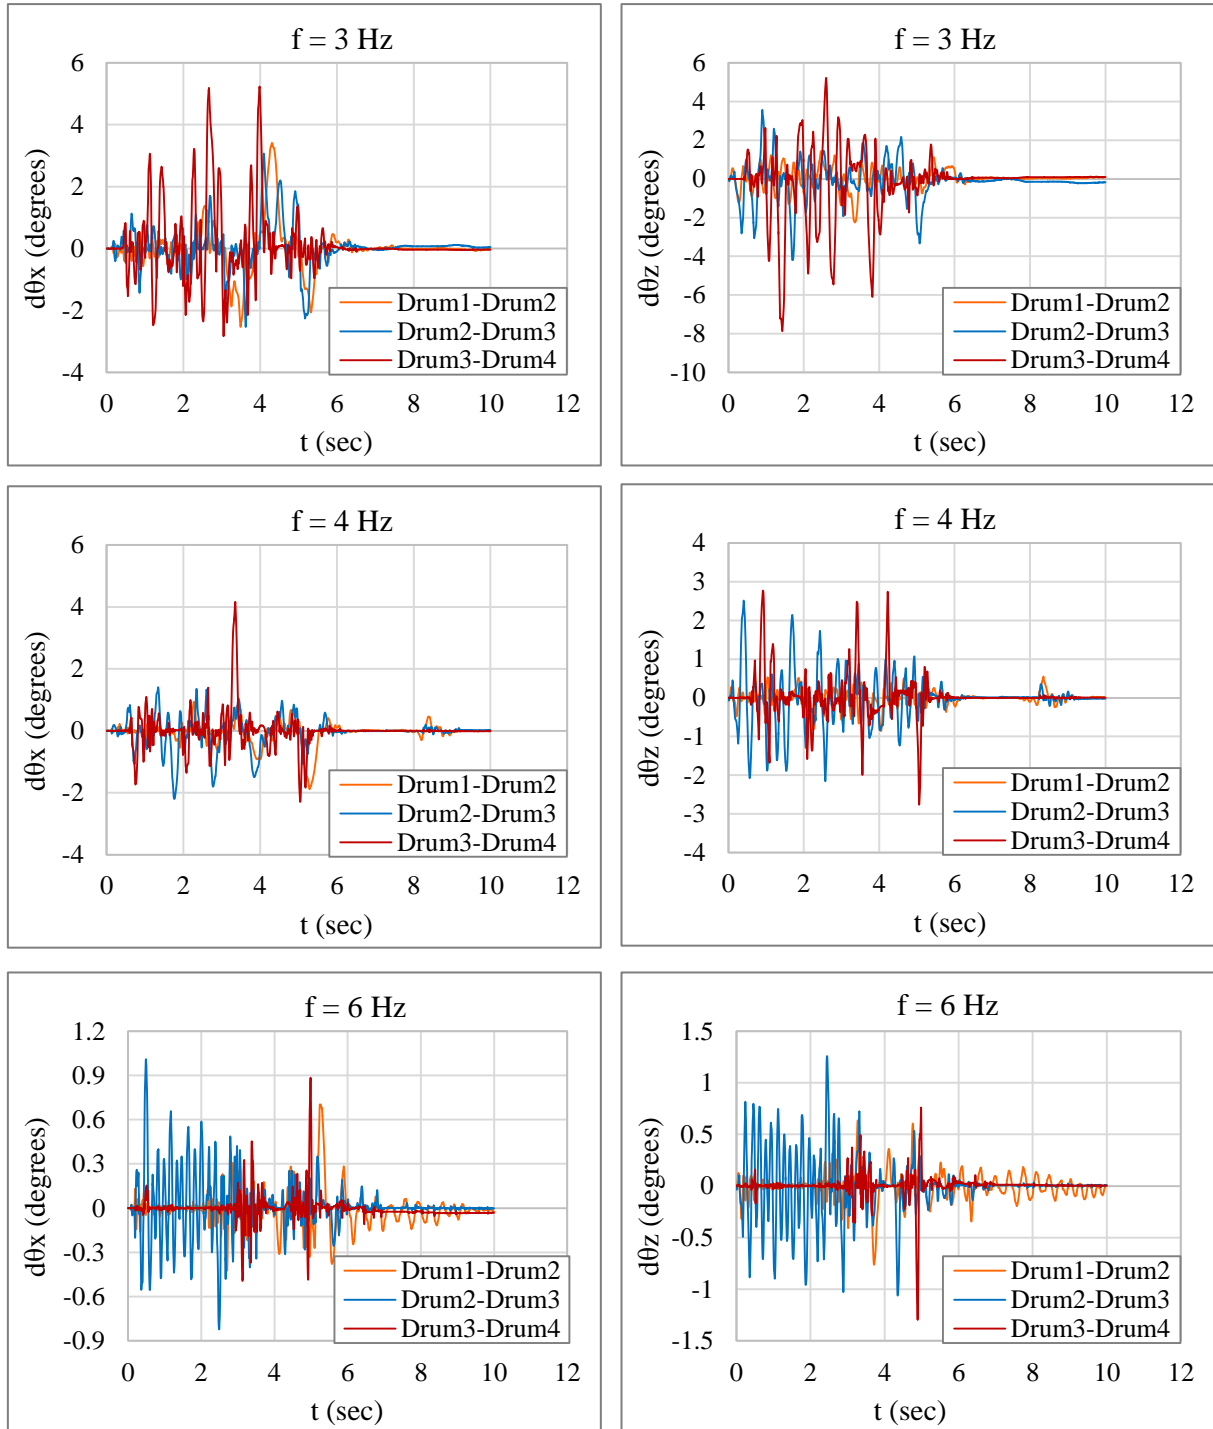 f = 3 Hz
6
4
2
0
-2
-4
dθx (degrees)
Drum1-Drum2
Drum2-Drum3
Drum3-Drum4
0 2 4 6 8 10 12
t (sec)
f = 3 Hz
6
4
2
0
-2
-4
-6
-8
-10
dθz (degrees)
Drum1-Drum2
Drum2-Drum3
Drum3-Drum4
0 2 4 6 8 10 12
t (sec)
f = 4 Hz
6
4
2
0
-2
-4
dθx (degrees)
Drum1-Drum2
Drum2-Drum3
Drum3-Drum4
0 2 4 6 8 10 12
t (sec)
f = 4 Hz
4
3
2
1
0
-1
-2
-3
-4
dθz (degrees)
Drum1-Drum2
Drum2-Drum3
Drum3-Drum4
0 2 4 6 8 10 12
t (sec)
f = 6 Hz
1.2
0.9
0.6
0.3
0
-0.3
-0.6
-0.9
dθx (degrees)
Drum1-Drum2
Drum2-Drum3
Drum3-Drum4
0 2 4 6 8 10 12
t (sec)
f = 6 Hz
1.5
1
0.5
0
-0.5
-1
-1.5
dθz (degrees)
Drum1-Drum2
Drum2-Drum3
Drum3-Drum4
0 2 4 6 8 10 12
t (sec)